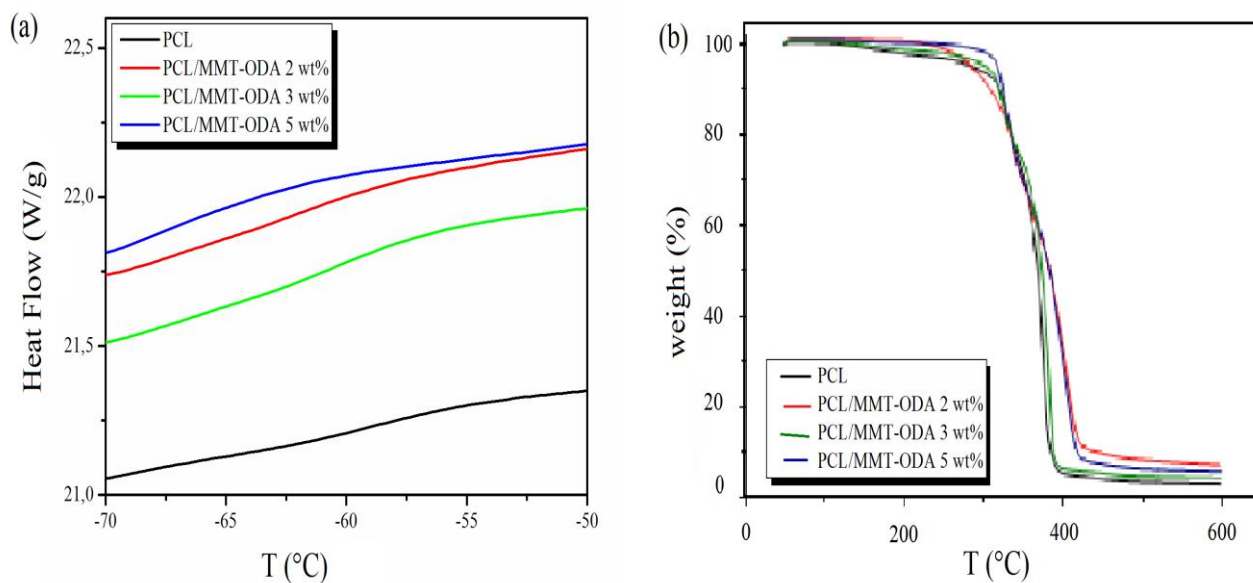 (a)
22,5
22,0
21,5
21,0
Heat Flow (W/g)
PCL
PCL/MMT-ODA 2 wt%
PCL/MMT-ODA 3 wt%
PCL/MMT-ODA 5 wt%
-70
-65
-60
-55
-50
T (°C)
(b)
100
80
60
40
20
0
weight (%)
PCL
PCL/MMT-ODA 2 wt%
PCL/MMT-ODA 3 wt%
PCL/MMT-ODA 5 wt%
0
200
400
600
T (°C)